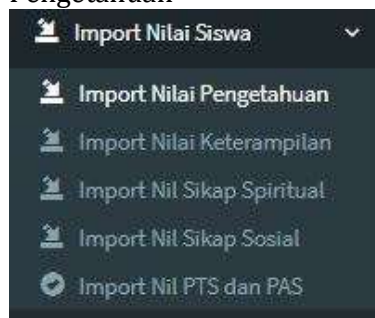 Pengetahuan
Import Nilai Siswa
Import Nilai Pengetahuan
Import Nilai Keterampilan
Import Nil Sikap Spiritual
Import Nil Sikap Sosial
Import Nil PTS dan PAS